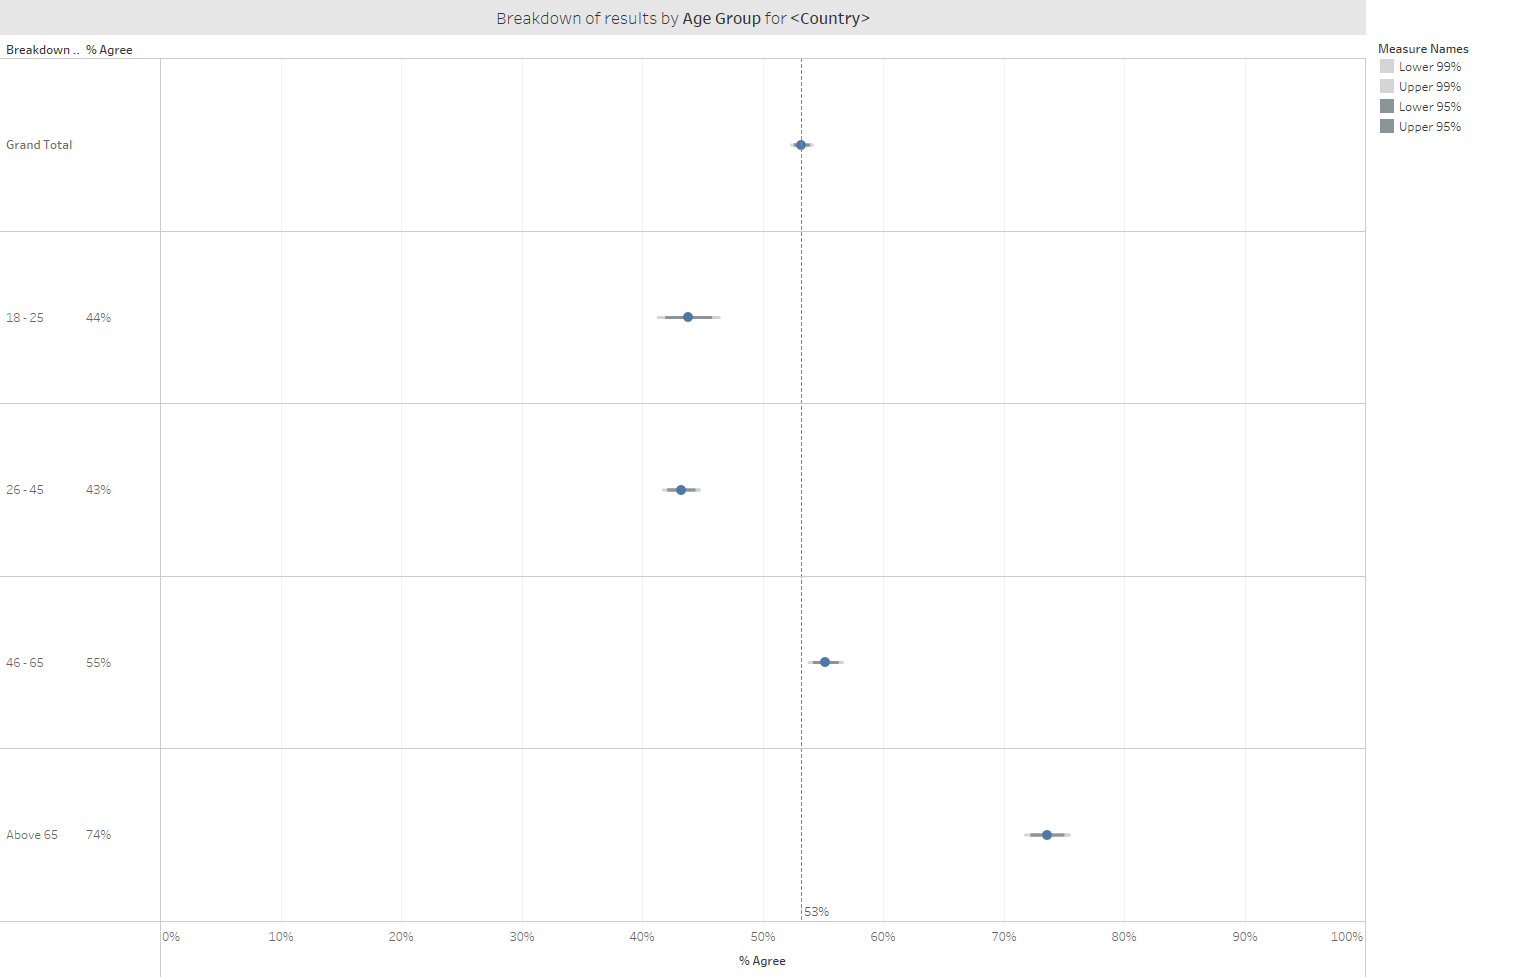 Breakdown of results by Age Group for <Country>
Breakdown .. % Agree
Measure Names
Lower 99%
Upper 99%
Lower 95%
Upper 95%
Grand Total
18 - 25 44%
26 - 45 43%
46 - 65 55%
Above 65 74%
53%
0% 10% 20% 30% 40% 50% 60% 70% 80% 90% 100%
% Agree